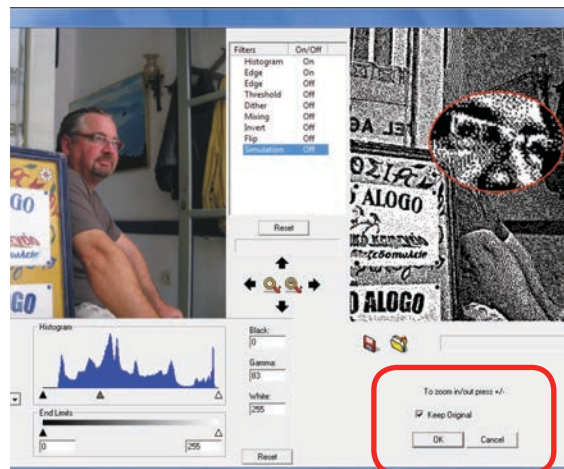 Filters On/Off
Histogram On
Edge On
Edge Off
Threshold Off
Dither Off
Mixing Off
Invert Off
Flip Off
Simulation Off
Reset
GO
ALOGO
GO
ALOGO
ALOGO
Histogram
End Limits
0
255
Black:
0
Gamma:
83
White:
255
Reset
To zoom in/out press +/-
Keep Original
OK
Cancel